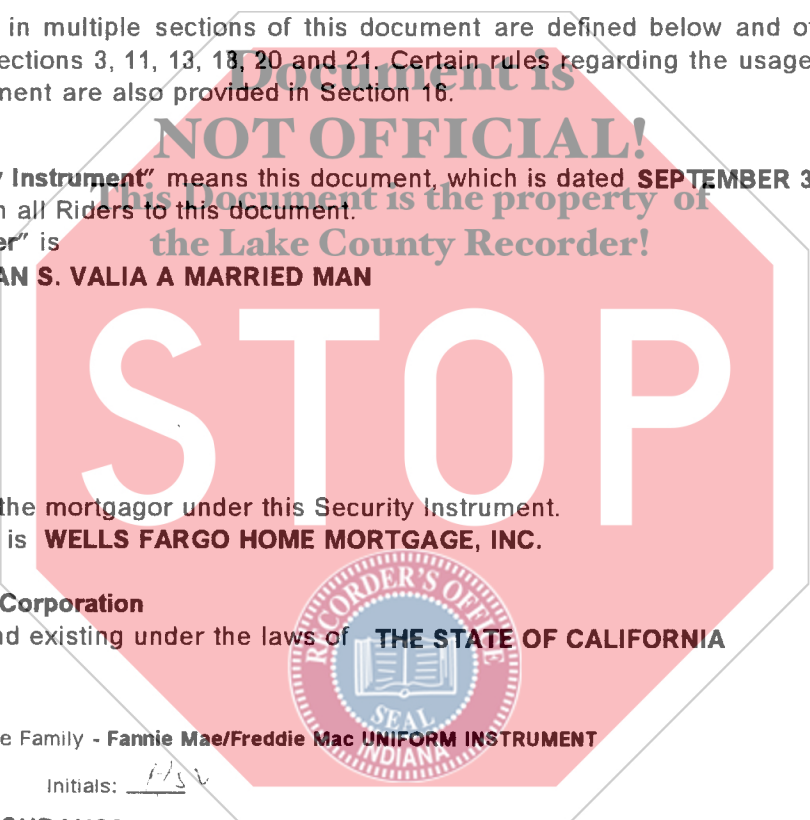 in multiple sections of this document are defined below and
ections 3, 11, 13, 18, 20 and 21. Certain rules regarding the usage
ment are also provided in Section 16.
Document is
NOT OFFICIAL!
This Document is the property of
the Lake County Recorder!
y Instrument" means this document, which is dated SEPTEMBER 3
all Riders to this document.
er" is
AN S. VALIA A MARRIED MAN
STOP
the mortgagor under this Security Instrument.
is WELLS FARGO HOME MORTGAGE, INC.
Corporation
nd existing under the laws of THE STATE OF CALIFORNIA
RECORDER'S OFFICE
SEAL
INDIANA
e Family - Fannie Mae/Freddie Mac UNIFORM INSTRUMENT
Initials: